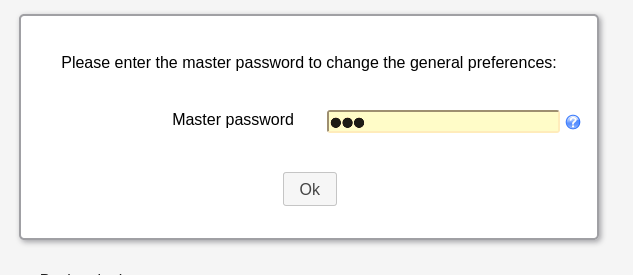 Please enter the master password to change the general preferences:
Master password ●●●
Ok